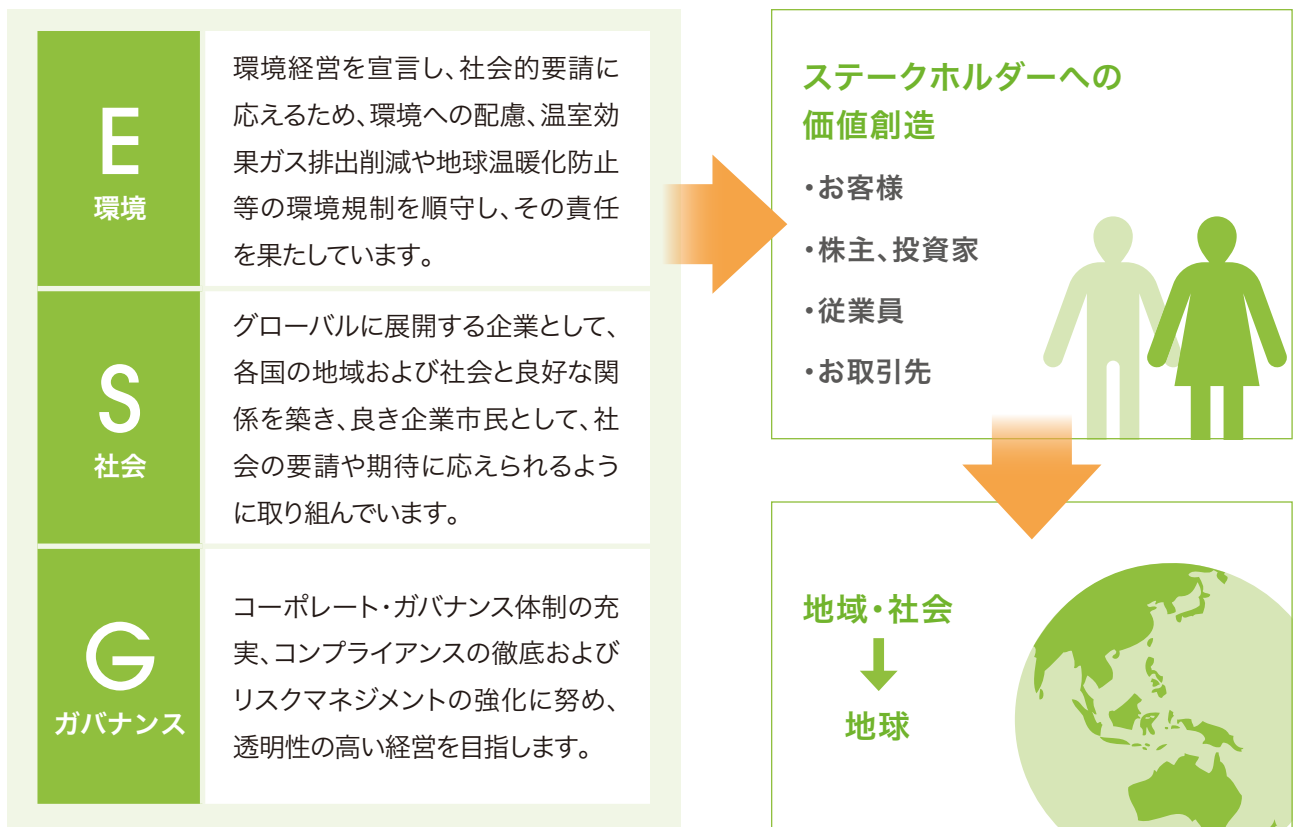 E
環境
環境経営を宣言し、社会的要請に
応えるため、環境への配慮、温室効
果ガス排出削減や地球温暖化防止
等の環境規制を順守し、その責任
を果たしています。
S
社会
グローバルに展開する企業として、
各国の地域および社会と良好な関
係を築き、良き企業市民として、社
会の要請や期待に応えられるよう
に取り組んでいます。
G
ガバナンス
コーポレート・ガバナンス体制の充
実、コンプライアンスの徹底および
リスクマネジメントの強化に努め、
透明性の高い経営を目指します。
ステークホルダーへの
価値創造
・お客様
・株主、投資家
・従業員
・お取引先
地域・社会
地球